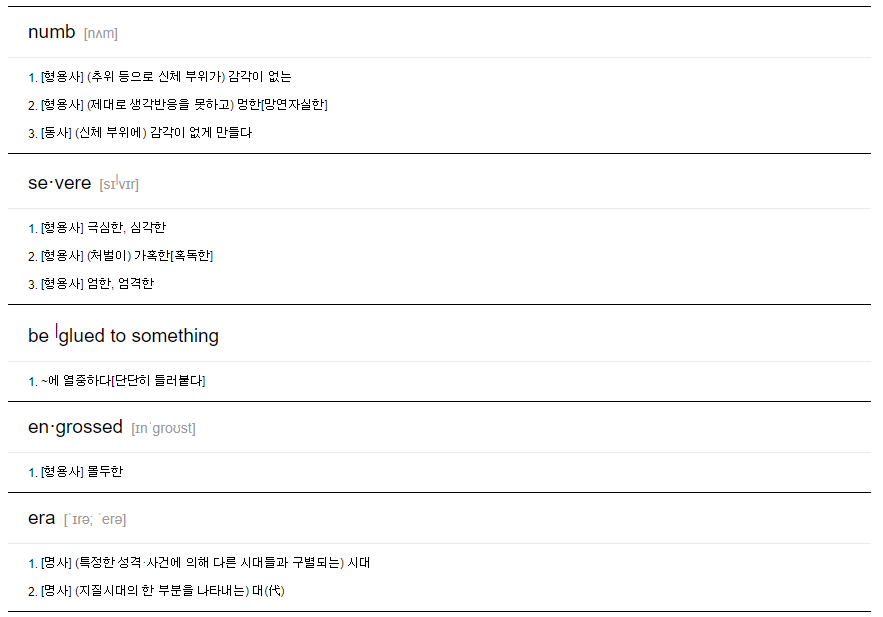 numb [nʌm]
1. [형용사] (추위 등으로 신체 부위가) 감각이 없는
2. [형용사] (제대로 생각반응을 못하고) 멍한[망연자실한]
3. [동사] (신체 부위에) 감각이 없게 만들다
se·vere [sɪ|vɪr]
1. [형용사] 극심한, 심각한
2. [형용사] (처벌이) 가혹한[혹독한]
3. [형용사] 엄한, 엄격한
be |glued to something
1. ~에 열중하다[단단히 들러붙다]
en·grossed [ɪnˈgroʊst]
1. [형용사] 몰두한
era [ˈɪrə; ˈerə]
1. [명사] (특정한 성격·사건에 의해 다른 시대들과 구별되는) 시대
2. [명사] (지질시대의 한 부분을 나타내는) 대(代)